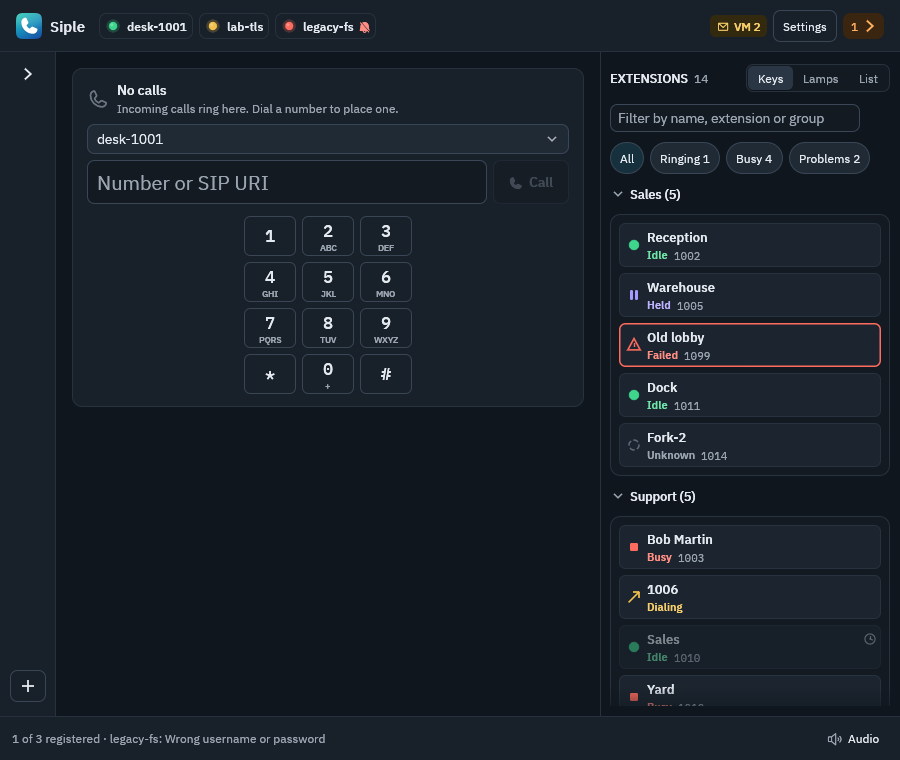 Siple
desk-1001
lab-tls
legacy-fs
VM 2
Settings
1
No calls
Incoming calls ring here. Dial a number to place one.
desk-1001
Number or SIP URI
Call
1
2
ABC
3
DEF
4
GHI
5
JKL
6
MNO
7
PQRS
8
TUV
9
WXYZ
*
0
+
#
EXTENSIONS 14
Keys
Lamps
List
Filter by name, extension or group
All
Ringing 1
Busy 4
Problems 2
Sales (5)
Reception
Idle 1002
Warehouse
Held 1005
Old lobby
Failed 1099
Dock
Idle 1011
Fork-2
Unknown 1014
Support (5)
Bob Martin
Busy 1003
1006
Dialing
Sales
Idle 1010
Yard
1 of 3 registered · legacy-fs: Wrong username or password
Audio